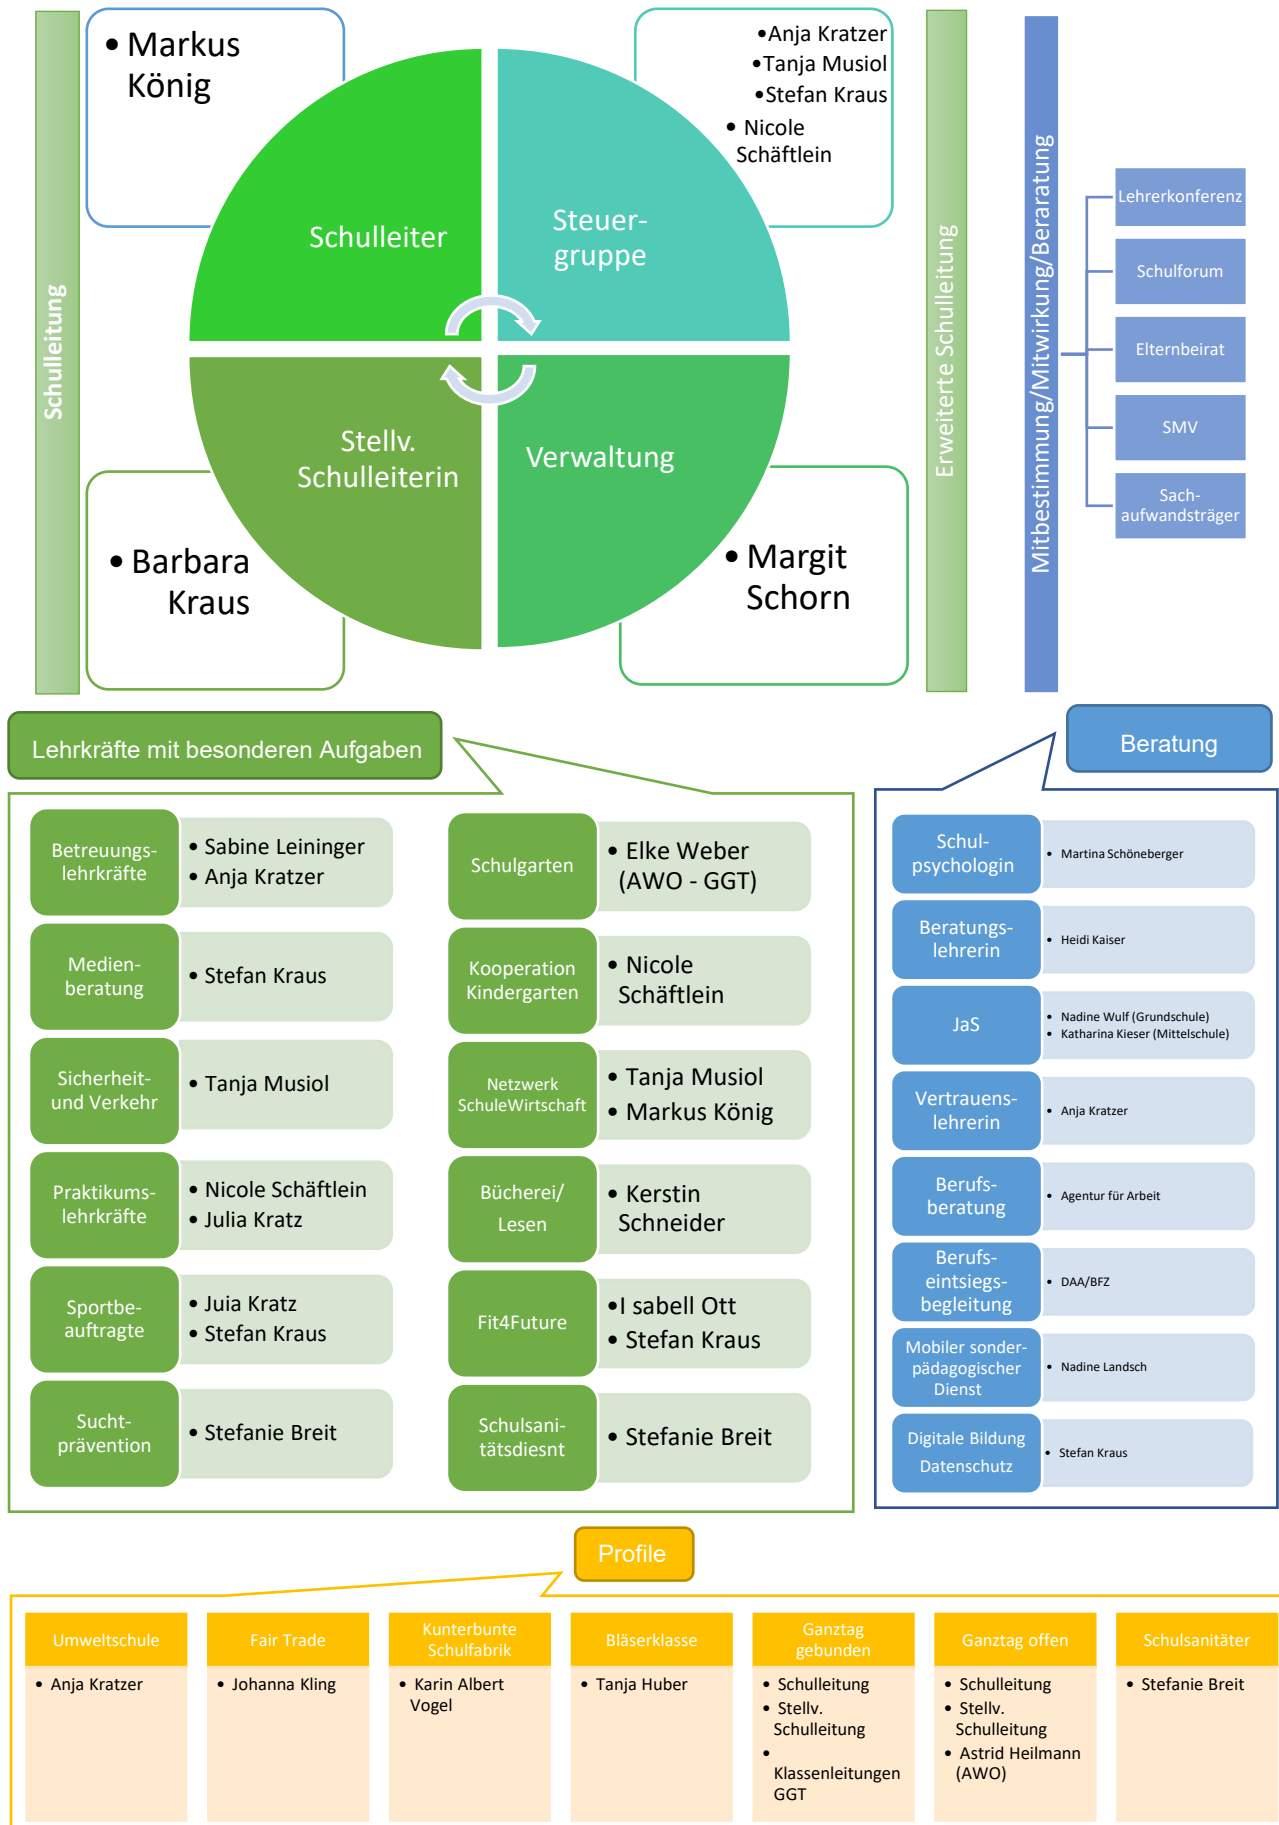 Schulleitung
• Markus
König
Schulleiter
• Anja Kratzer
• Tanja Musiol
• Stefan Kraus
• Nicole
Schäftlein
Steuer-
gruppe
Stellv.
Schulleiterin
• Barbara
Kraus
Verwaltung
• Margit
Schorn
Erweiterte Schulleitung
Mitbestimmung/Mitwirkung/Beraratung
Lehrerkonferenz
Schulforum
Elternbeirat
SMV
Sach-
aufwandsträger
Lehrkräfte mit besonderen Aufgaben
Betreuungs-
lehrkräfte
• Sabine Leininger
• Anja Kratzer
Medien-
beratung
• Stefan Kraus
Sicherheit-
und Verkehr
• Tanja Musiol
Praktikums-
lehrkräfte
• Nicole Schäftlein
• Julia Kratz
Sportbe-
auftragte
• Juia Kratz
• Stefan Kraus
Sucht-
prävention
• Stefanie Breit
Schulgarten
• Elke Weber
(AWO - GGT)
Kooperation
Kindergarten
• Nicole
Schäftlein
Netzwerk
SchuleWirtschaft
• Tanja Musiol
• Markus König
Bücherei/
Lesen
• Kerstin
Schneider
Fit4Future
• I sabell Ott
• Stefan Kraus
Schulsani-
tätsdiesnt
• Stefanie Breit
Beratung
Schul-
psychologin
• Martina Schöneberger
Beratungs-
lehrerin
• Heidi Kaiser
JaS
• Nadine Wulf (Grundschule)
• Katharina Kieser (Mittelschule)
Vertrauens-
lehrerin
• Anja Kratzer
Berufs-
beratung
• Agentur für Arbeit
Berufs-
eintsiegs-
begleitung
• DAA/BFZ
Mobiler sonder-
pädagogischer
Dienst
• Nadine Landsch
Digitale Bildung
Datenschutz
• Stefan Kraus
Profile
Umweltschule
• Anja Kratzer
Fair Trade
• Johanna Kling
Kunterbunte
Schulfabrik
• Karin Albert
Vogel
Bläserklasse
• Tanja Huber
Ganztag
gebunden
• Schulleitung
• Stellv.
Schulleitung
•
Klassenleitungen
GGT
Ganztag offen
• Schulleitung
• Stellv.
Schulleitung
• Astrid Heilmann
(AWO)
Schulsanitäter
• Stefanie Breit